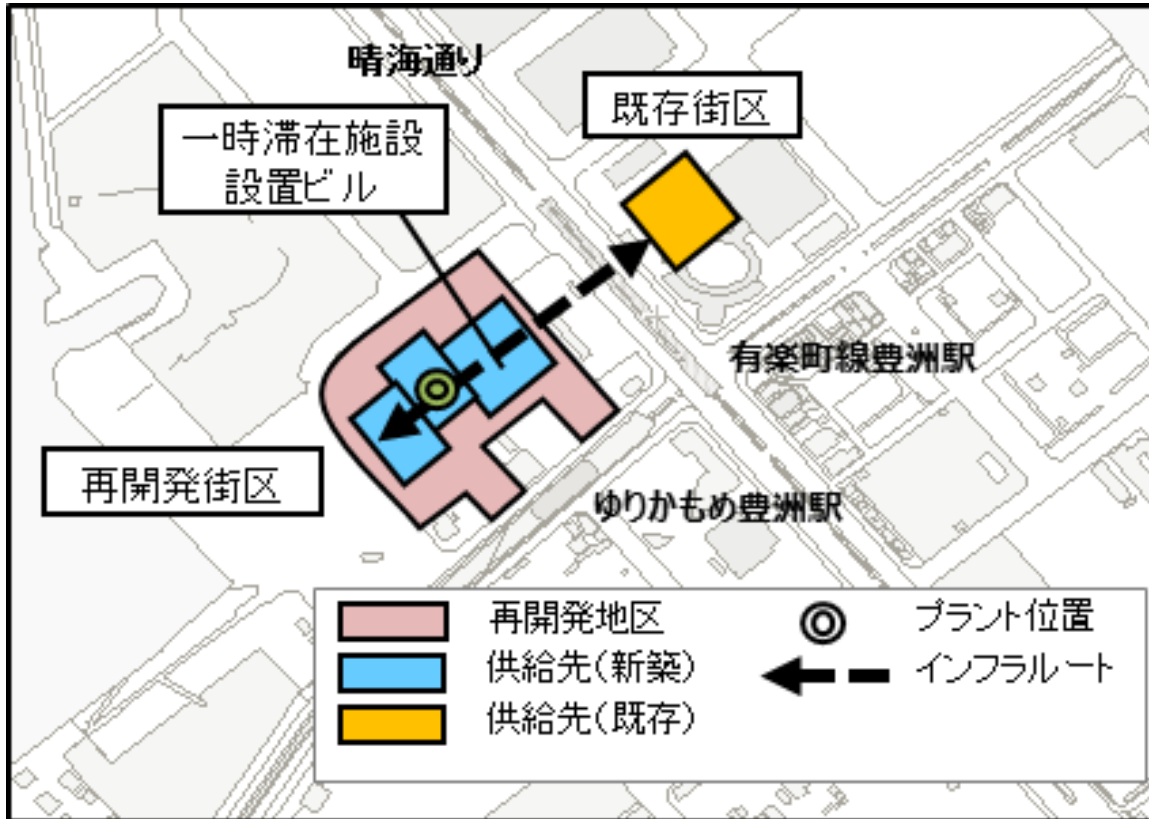 晴海通り
既存街区
一時滞在施設
設置ビル
有楽町線豊洲駅
再開発街区
ゆりかもめ豊洲駅
再開発地区
プラント位置
供給先(新築)
インフラルート
供給先(既存)